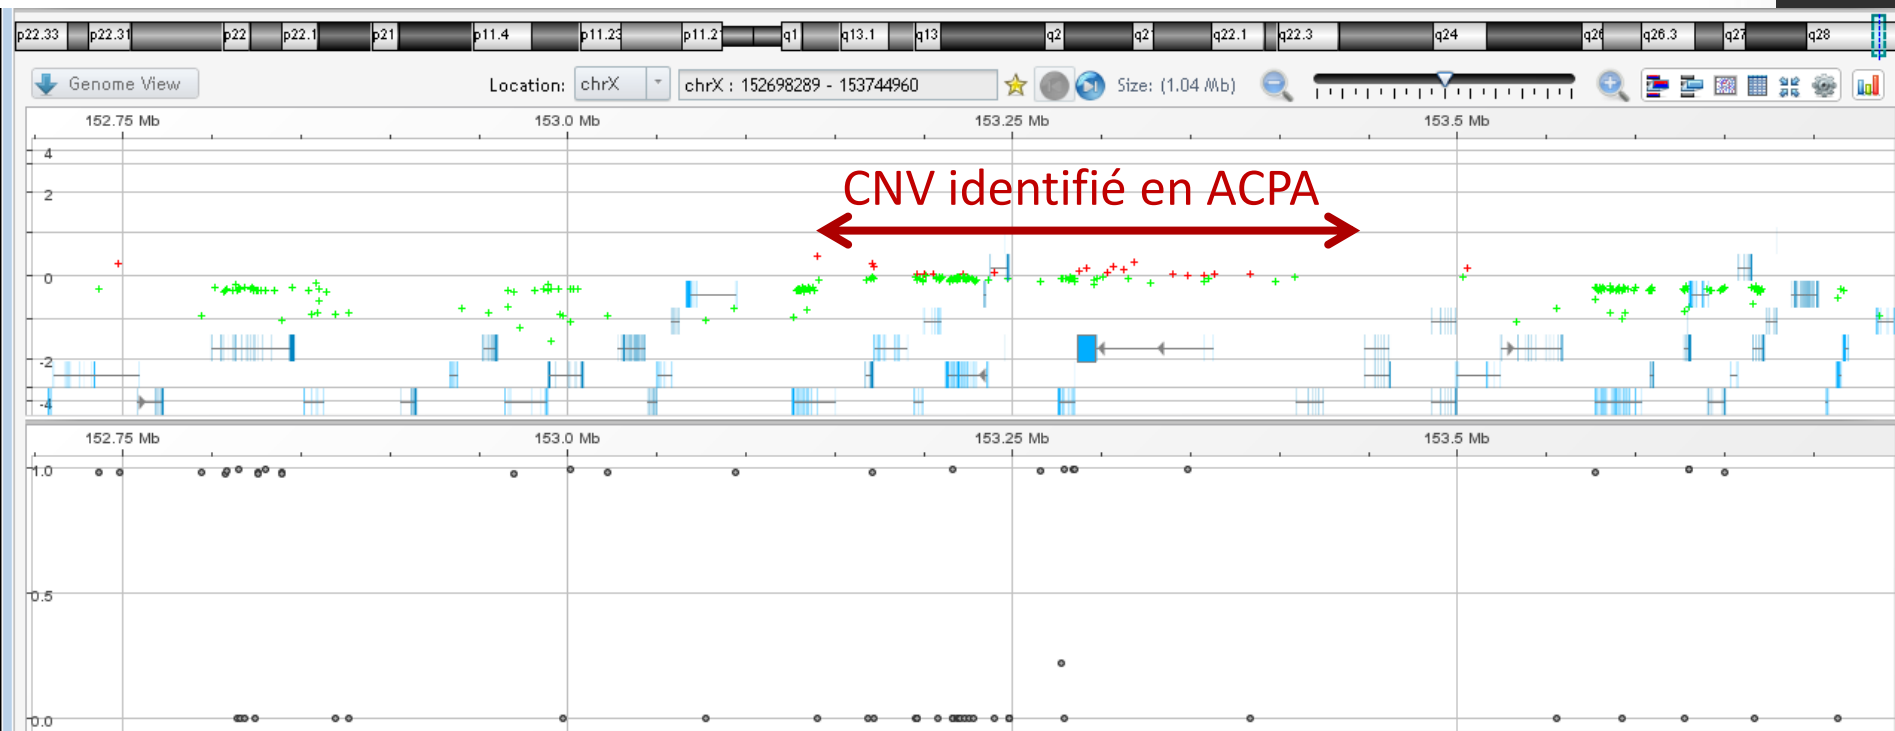 p22.33 p22.31 p22 p22.1 p21 p11.4 p11.23 p11.2 q1 q13.1 q13 q2 q2 q22.1 q22.3 q24 q26 q26.3 q27 q28
Genome View Location: chrX chrX : 152698289 - 153744960 Size: (1.04 Mb)
152.75 Mb 153.0 Mb 153.25 Mb 153.5 Mb
4
CNV identifié en ACPA
2
0
-2
-4
152.75 Mb 153.0 Mb 153.25 Mb 153.5 Mb
1.0
0.5
0.0